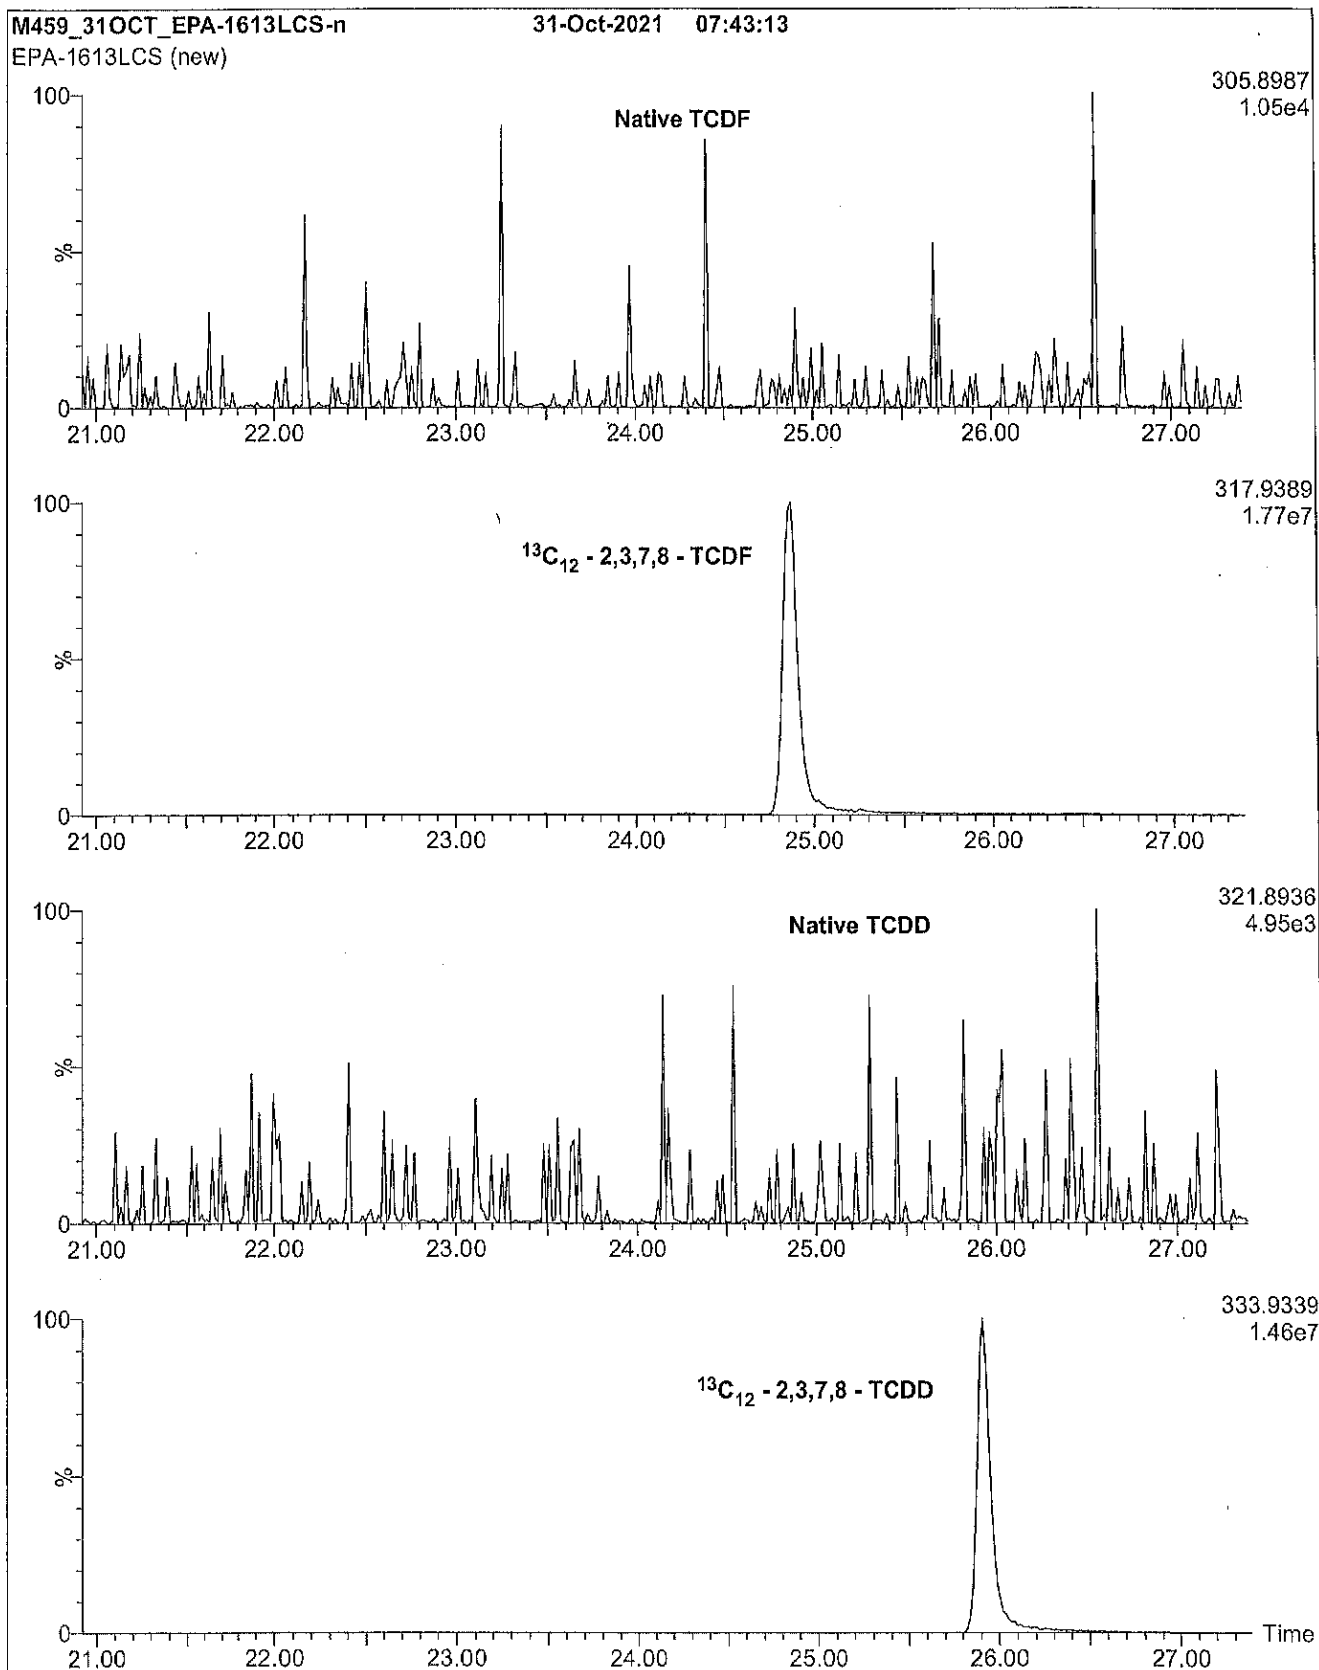 M459_31OCT_EPA-1613LCS-n 31-Oct-2021 07:43:13
EPA-1613LCS (new)
305.8987
1.05e4
100
Native TCDF
%
0
21.00 22.00 23.00 24.00 25.00 26.00 27.00
317.9389
1.77e7
100
¹³C₁₂ - 2,3,7,8 - TCDF
%
0
21.00 22.00 23.00 24.00 25.00 26.00 27.00
321.8936
4.95e3
100
Native TCDD
%
0
21.00 22.00 23.00 24.00 25.00 26.00 27.00
333.9339
1.46e7
100
¹³C₁₂ - 2,3,7,8 - TCDD
%
0
Time
21.00 22.00 23.00 24.00 25.00 26.00 27.00